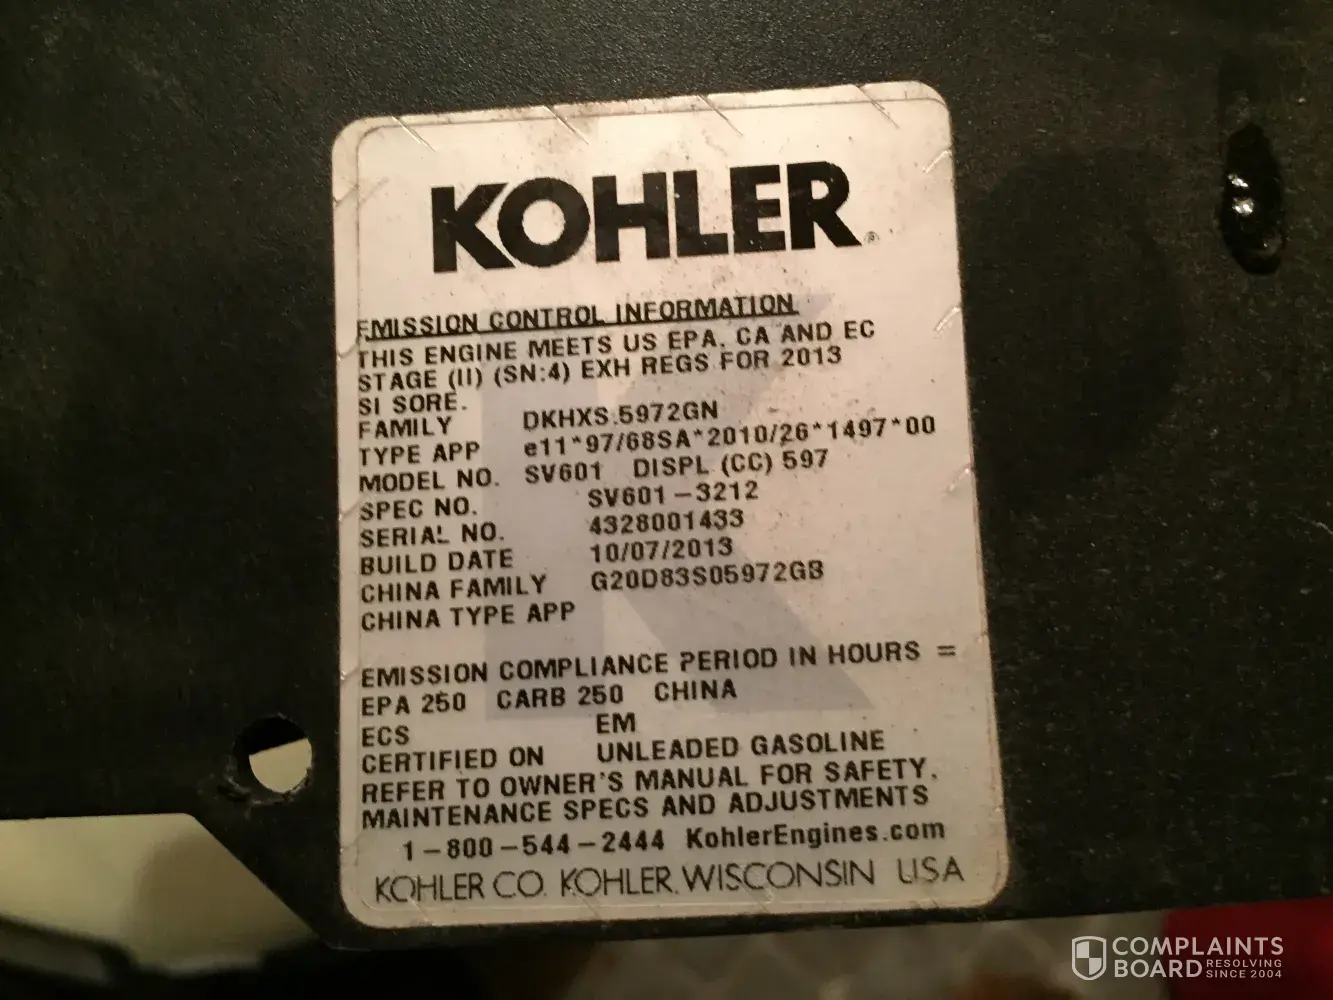 KOHLER®
EMISSION CONTROL INFORMATION
THIS ENGINE MEETS US EPA, CA AND EC
STAGE (II) (SN:4) EXH REGS FOR 2013
SI SORE.
FAMILY DKHXS.5972GN
TYPE APP e11*97/68SA*2010/26*1497*00
MODEL NO. SV601 DISPL (CC) 597
SPEC NO. SV601-3212
SERIAL NO. 4328001433
BUILD DATE 10/07/2013
CHINA FAMILY G20D83S05972GB
CHINA TYPE APP
EMISSION COMPLIANCE PERIOD IN HOURS =
EPA 250 CARB 250 CHINA
ECS EM
CERTIFIED ON UNLEADED GASOLINE
REFER TO OWNER'S MANUAL FOR SAFETY,
MAINTENANCE SPECS AND ADJUSTMENTS
1-800-544-2444 KohlerEngines.com
KOHLER CO. KOHLER, WISCONSIN USA
COMPLAINTS
BOARD RESOLVING
SINCE 2004